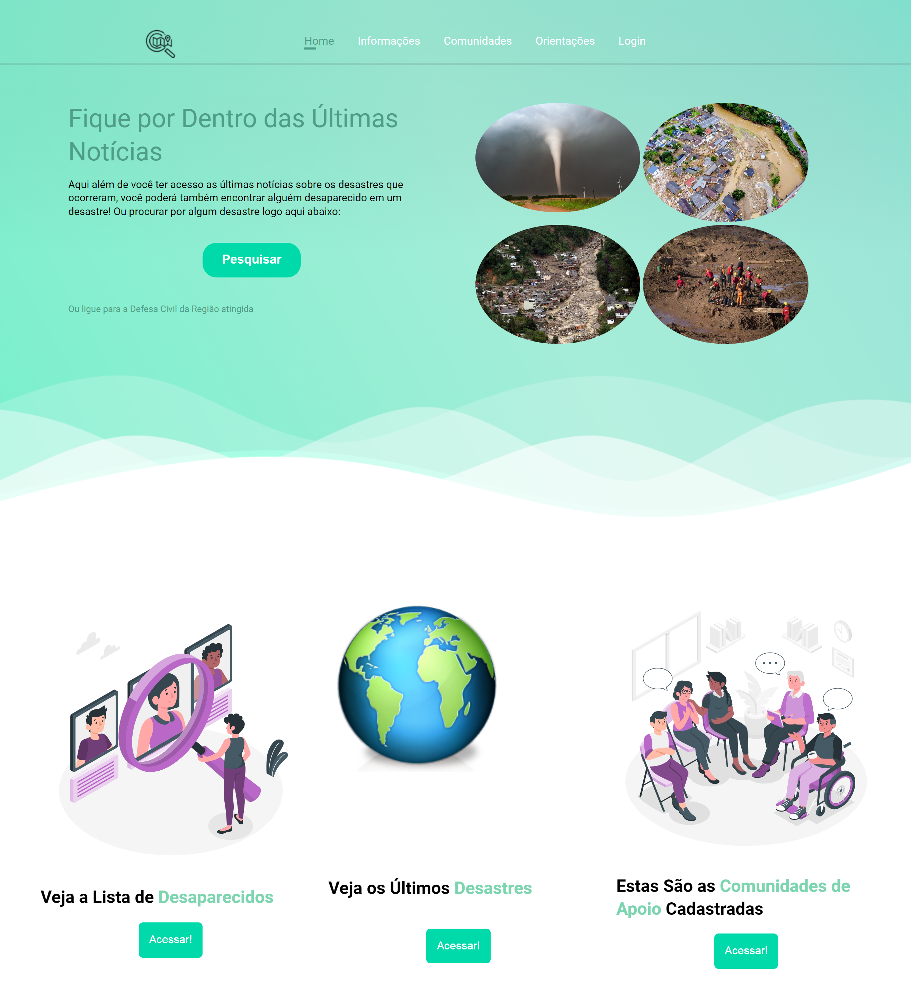 Home Informações Comunidades Orientações Login
Fique por Dentro das Últimas
Notícias
Aqui além de você ter acesso as últimas notícias sobre os desastres que
ocorreram, você poderá também encontrar alguém desaparecido em um
desastre! Ou procurar por algum desastre logo aqui abaixo:
Pesquisar
Ou ligue para a Defesa Civil da Região atingida
Veja a Lista de Desaparecidos
Acessar!
Veja os Últimos Desastres
Acessar!
Estas São as Comunidades de
Apoio Cadastradas
Acessar!